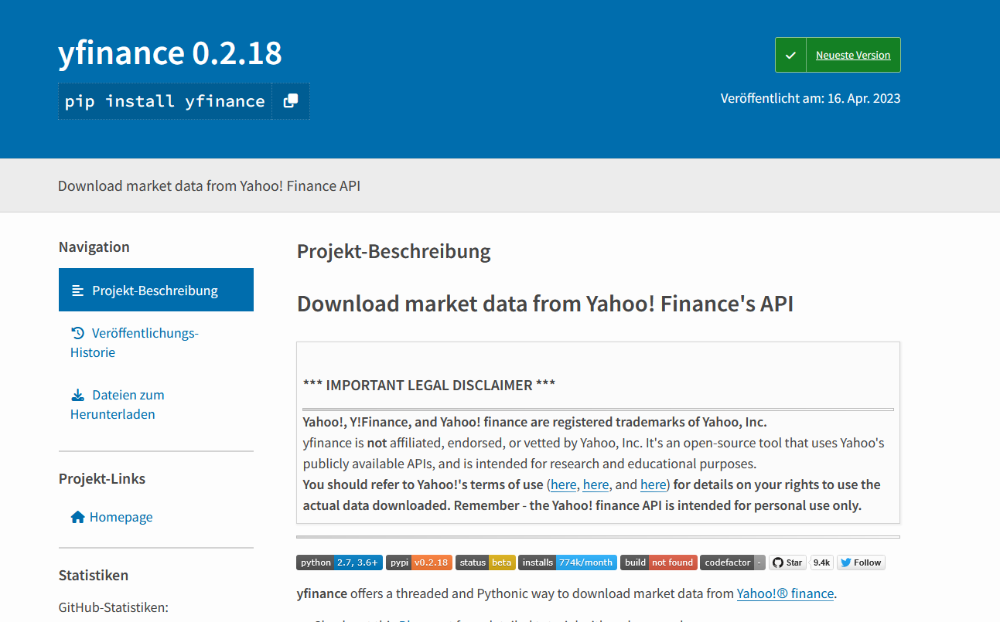 yfinance 0.2.18
pip install yfinance
Neueste Version
Veröffentlicht am: 16. Apr. 2023
Download market data from Yahoo! Finance API
Navigation
Projekt-Beschreibung
Veröffentlichungs-
Historie
Dateien zum
Herunterladen
Projekt-Links
Homepage
Statistiken
GitHub-Statistiken:
Projekt-Beschreibung
Download market data from Yahoo! Finance's API
*** IMPORTANT LEGAL DISCLAIMER ***
Yahoo!, Y!Finance, and Yahoo! finance are registered trademarks of Yahoo, Inc.
yfinance is not affiliated, endorsed, or vetted by Yahoo, Inc. It's an open-source tool that uses Yahoo's
publicly available APIs, and is intended for research and educational purposes.
You should refer to Yahoo!'s terms of use (here, here, and here) for details on your rights to use the
actual data downloaded. Remember - the Yahoo! finance API is intended for personal use only.
python 2.7, 3.6+ pypi v0.2.18 status beta installs 774k/month build not found codefactor - Star 9.4k Follow
yfinance offers a threaded and Pythonic way to download market data from Yahoo!® finance.